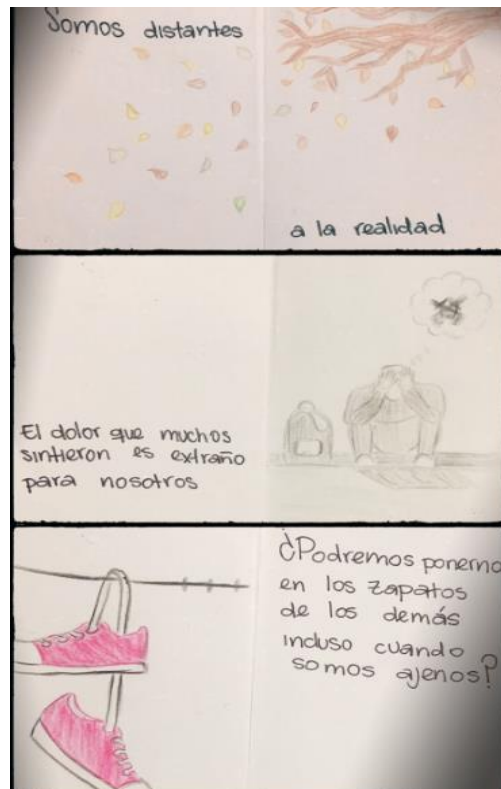 Somos distantes
a la realidad
El dolor que muchos
sintieron es extraño
para nosotros
¿Podremos ponerno
en los zapatos
de los demás
incluso cuando
somos ajenos?